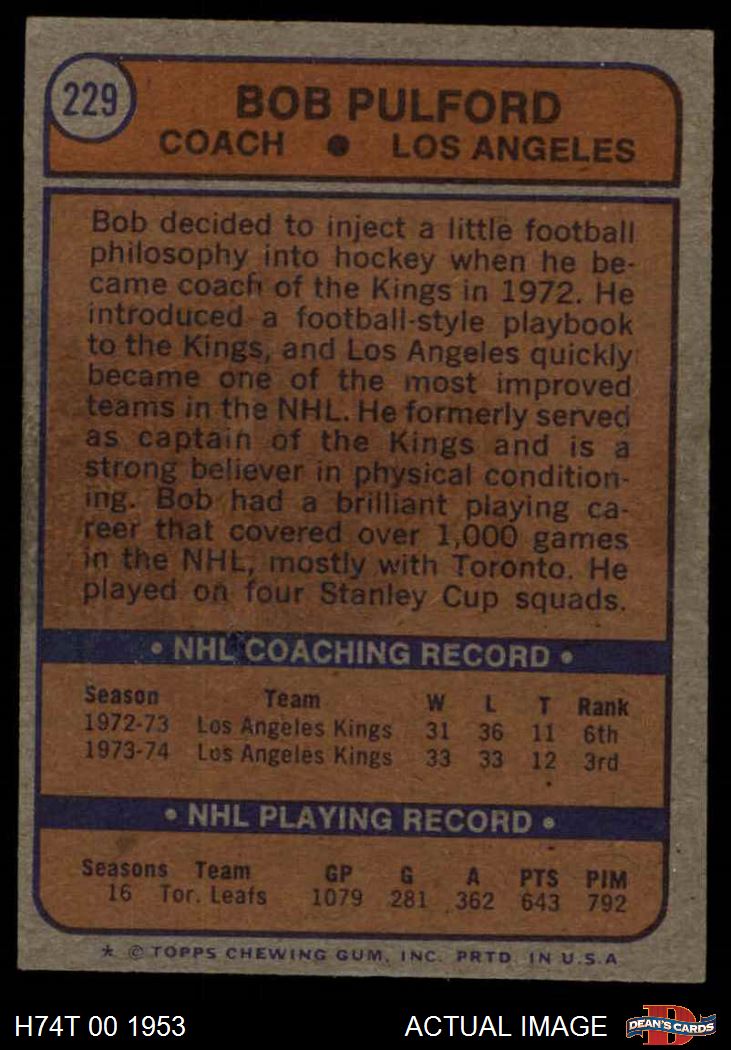 229
BOB PULFORD
COACH ● LOS ANGELES
Bob decided to inject a little football
philosophy into hockey when he be-
came coach of the Kings in 1972. He
introduced a football-style playbook
to the Kings, and Los Angeles quickly
became one of the most improved
teams in the NHL. He formerly served
as captain of the Kings and is a
strong believer in physical condition-
ing. Bob had a brilliant playing ca-
reer that covered over 1,000 games
in the NHL, mostly with Toronto. He
played on four Stanley Cup squads.
• NHL COACHING RECORD •
Season Team W L T Rank
1972-73 Los Angeles Kings 31 36 11 6th
1973-74 Los Angeles Kings 33 33 12 3rd
• NHL PLAYING RECORD •
Seasons Team GP G A PTS PIM
16 Tor. Leafs 1079 281 362 643 792
* © TOPPS CHEWING GUM, INC. PRTD. IN U.S.A
H74T 00 1953 ACTUAL IMAGE D DEAN'S CARDS